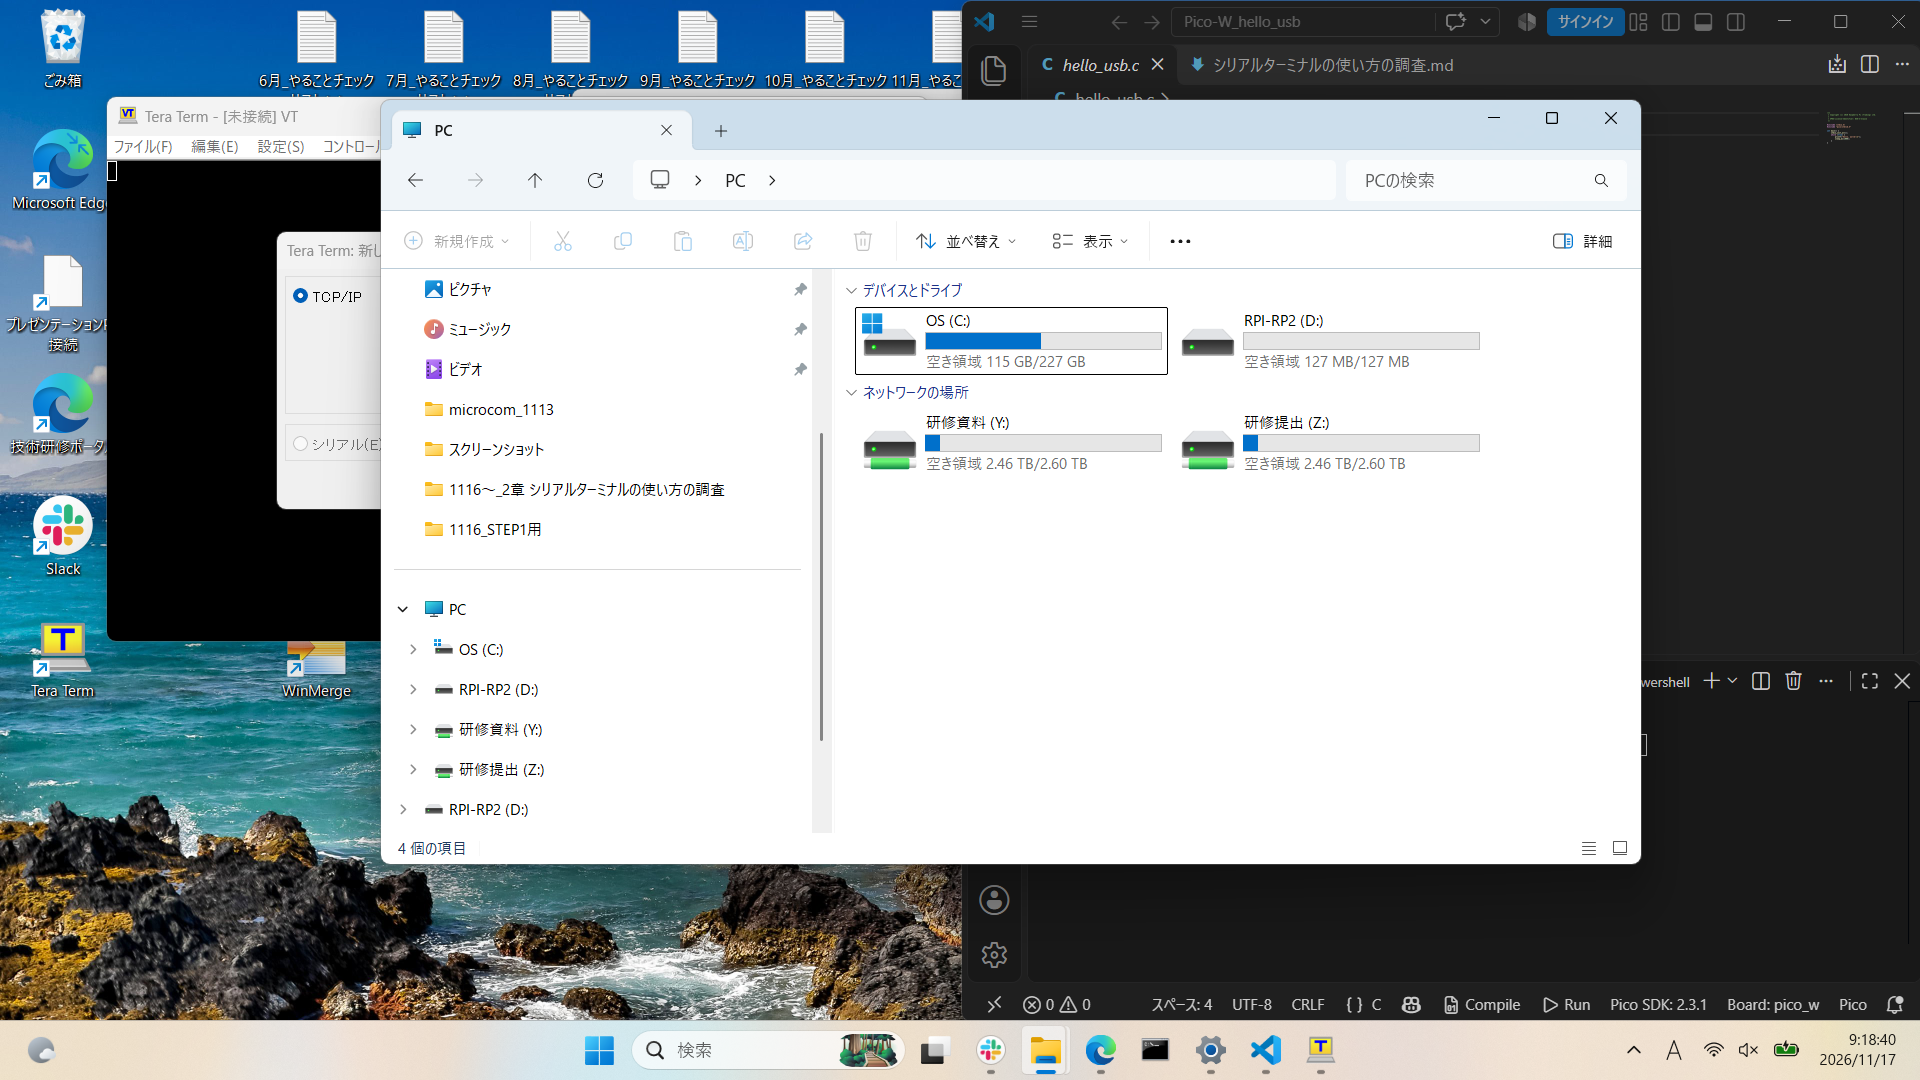 ごみ箱
6月_やることチェック
7月_やることチェック
8月_やることチェック
9月_やることチェック
10月_やることチェック
11月_やるこ
Microsoft Edg
プレゼンテーション
接続
技術研修ポータ
Slack
Tera Term
WinMerge
Tera Term - [未接続] VT
ファイル(F) 編集(E) 設定(S) コントロール
Tera Term: 新し
TCP/IP
シリアル(E)
PC
PC
PCの検索
新規作成
並べ替え
表示
詳細
ピクチャ
ミュージック
ビデオ
microcom_1113
スクリーンショット
1116～_2章 シリアルターミナルの使い方の調査
1116_STEP1用
PC
OS (C:)
RPI-RP2 (D:)
研修資料 (Y:)
研修提出 (Z:)
RPI-RP2 (D:)
4 個の項目
デバイスとドライブ
OS (C:)
空き領域 115 GB/227 GB
RPI-RP2 (D:)
空き領域 127 MB/127 MB
ネットワークの場所
研修資料 (Y:)
空き領域 2.46 TB/2.60 TB
研修提出 (Z:)
空き領域 2.46 TB/2.60 TB
Pico-W_hello_usb
サインイン
C hello_usb.c
シリアルターミナルの使い方の調査.md
C hello_usb.c
wershell
0 0
スペース: 4
UTF-8
CRLF
{ } C
Compile
Run
Pico SDK: 2.3.1
Board: pico_w
Pico
検索
A
9:18:40
2026/11/17